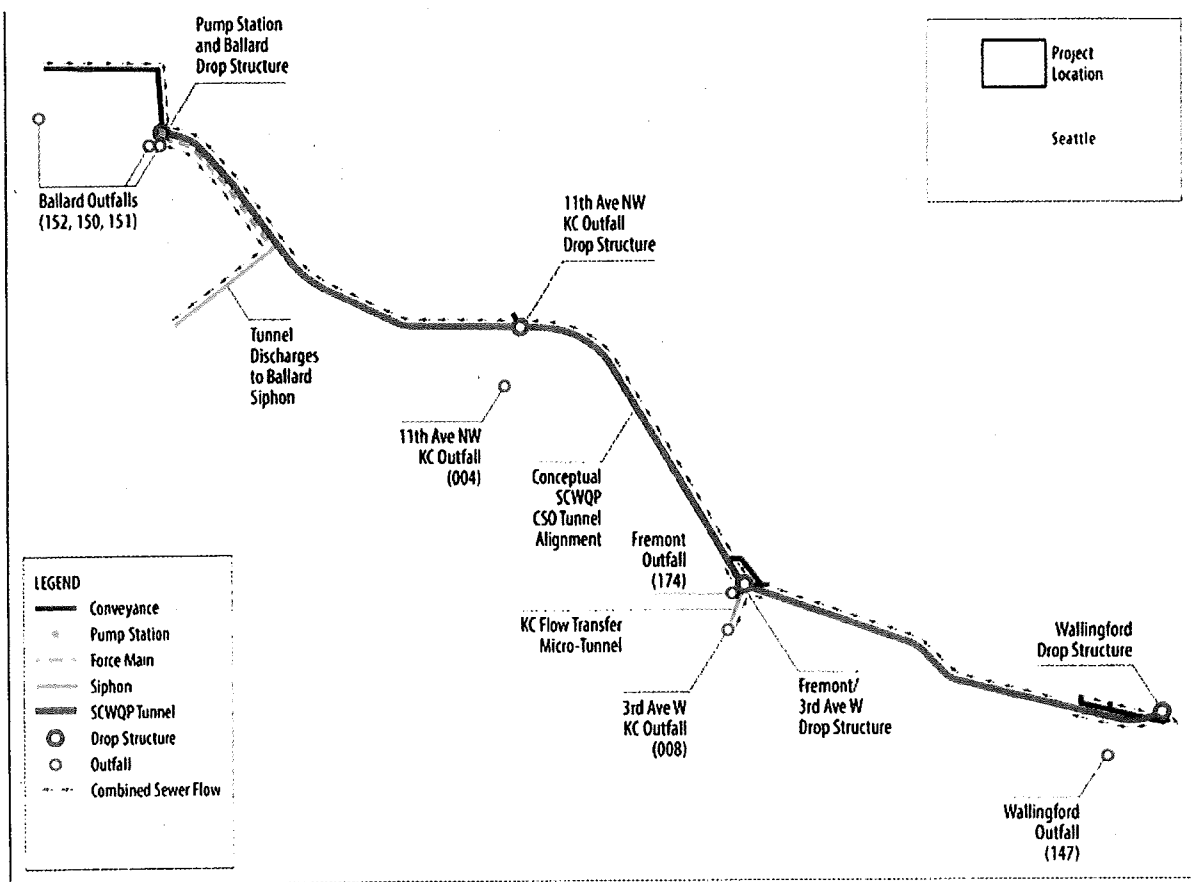 Pump Station
and Ballard
Drop Structure
Project
Location
Seattle
Ballard Outfalls
(152, 150, 151)
11th Ave NW
KC Outfall
Drop Structure
Tunnel
Discharges
to Ballard
Siphon
11th Ave NW
KC Outfall
(004)
Conceptual
SCWQP
CSO Tunnel
Alignment
Fremont
Outfall
(174)
KC Flow Transfer
Micro-Tunnel
3rd Ave W
KC Outfall
(008)
Fremont/
3rd Ave W
Drop Structure
Wallingford
Drop Structure
Wallingford
Outfall
(147)
LEGEND
Conveyance
Pump Station
Force Main
Siphon
SCWQP Tunnel
Drop Structure
Outfall
Combined Sewer Flow